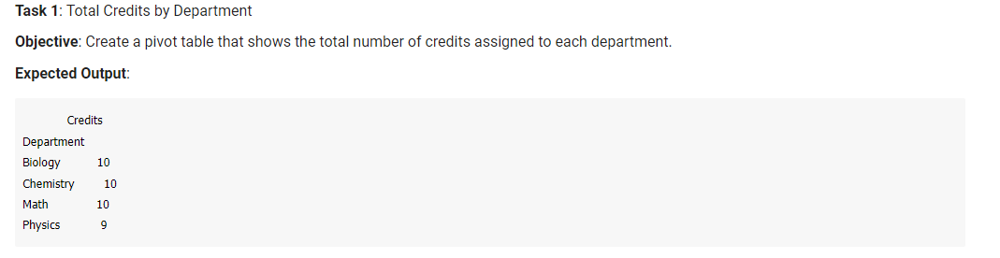 Task 1: Total Credits by Department
Objective: Create a pivot table that shows the total number of credits assigned to each department.
Expected Output:
Credits
Department
Biology 10
Chemistry 10
Math 10
Physics 9